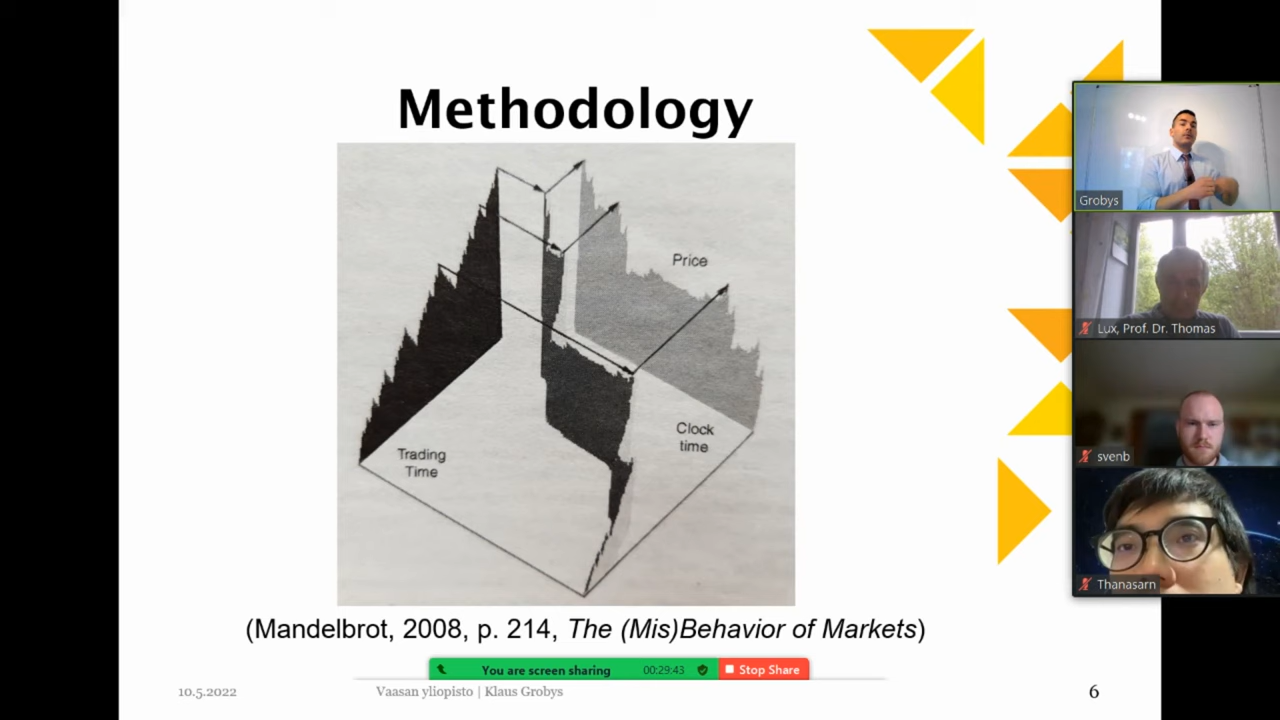 Methodology
Price
Clock
time
Trading
Time
(Mandelbrot, 2008, p. 214, The (Mis)Behavior of Markets)
You are screen sharing 00:29:43 Stop Share
10.5.2022 Vaasan yliopisto | Klaus Grobys 6
Grobys
Lux, Prof. Dr. Thomas
svenb
Thanasarn